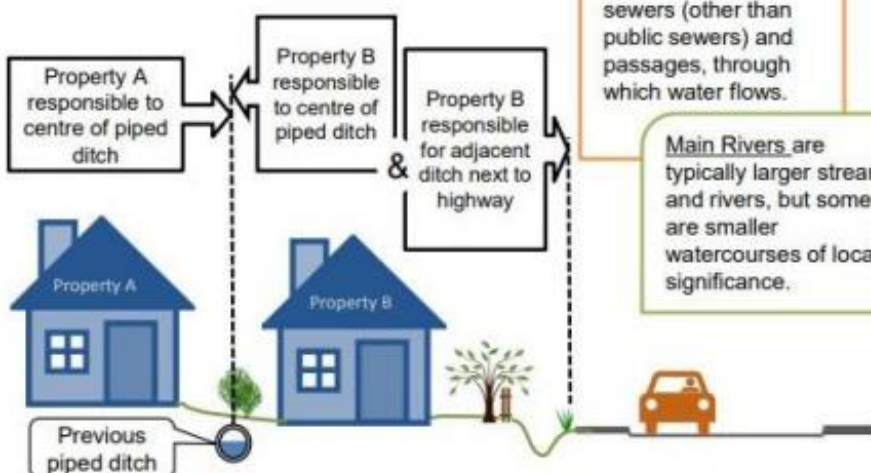 sewers (other than
public sewers) and
passages, through
which water flows.
Main Rivers are
typically larger
and rivers, but some
are smaller
watercourses of
significance.
Property A
responsible to
centre of piped
ditch
Property B
responsible
to centre of
piped ditch
&
Property B
responsible
for adjacent
ditch next to
highway
Property A
Property B
Previous
piped ditch